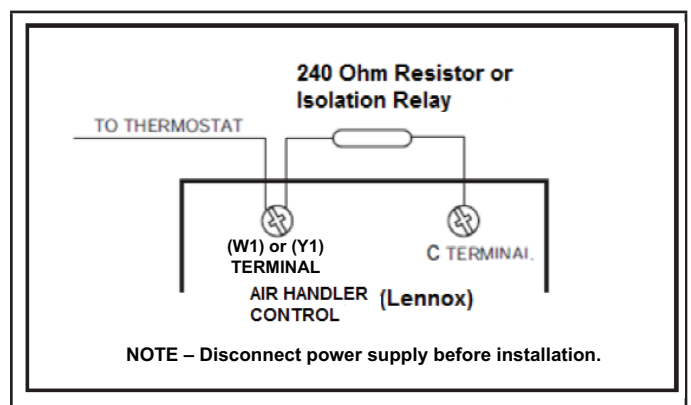 240 Ohm Resistor or
Isolation Relay
TO THERMOSTAT
(W1) or (Y1)
TERMINAL
C TERMINAL.
AIR HANDLER (Lennox)
CONTROL
NOTE – Disconnect power supply before installation.